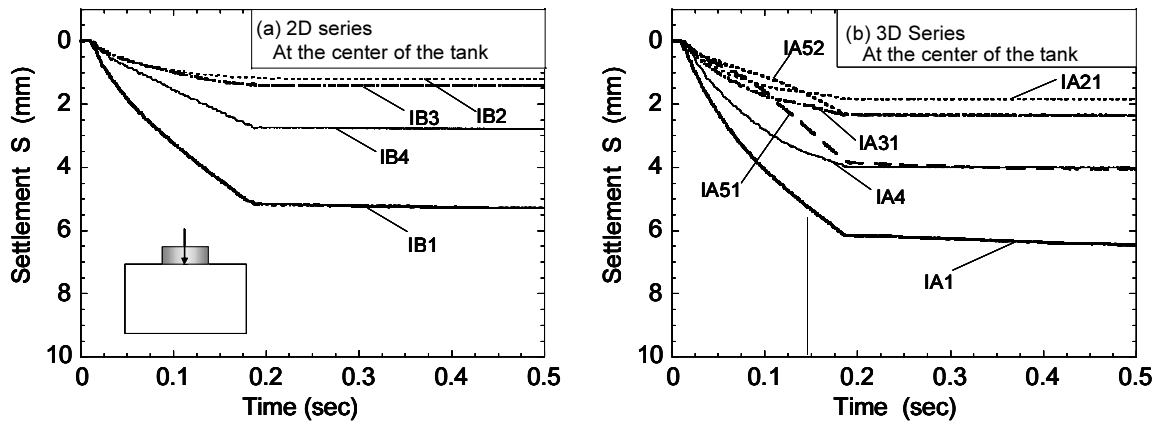 (a) 2D series
At the center of the tank
0
2
4
6
8
10
Settlement S (mm)
IB3
IB2
IB4
IB1
0
0.1
0.2
0.3
0.4
0.5
Time (sec)
(b) 3D Series
At the center of the tank
0
2
4
6
8
10
Settlement S (mm)
IA52
IA21
IA31
IA51
IA4
IA1
0
0.1
0.2
0.3
0.4
0.5
Time (sec)